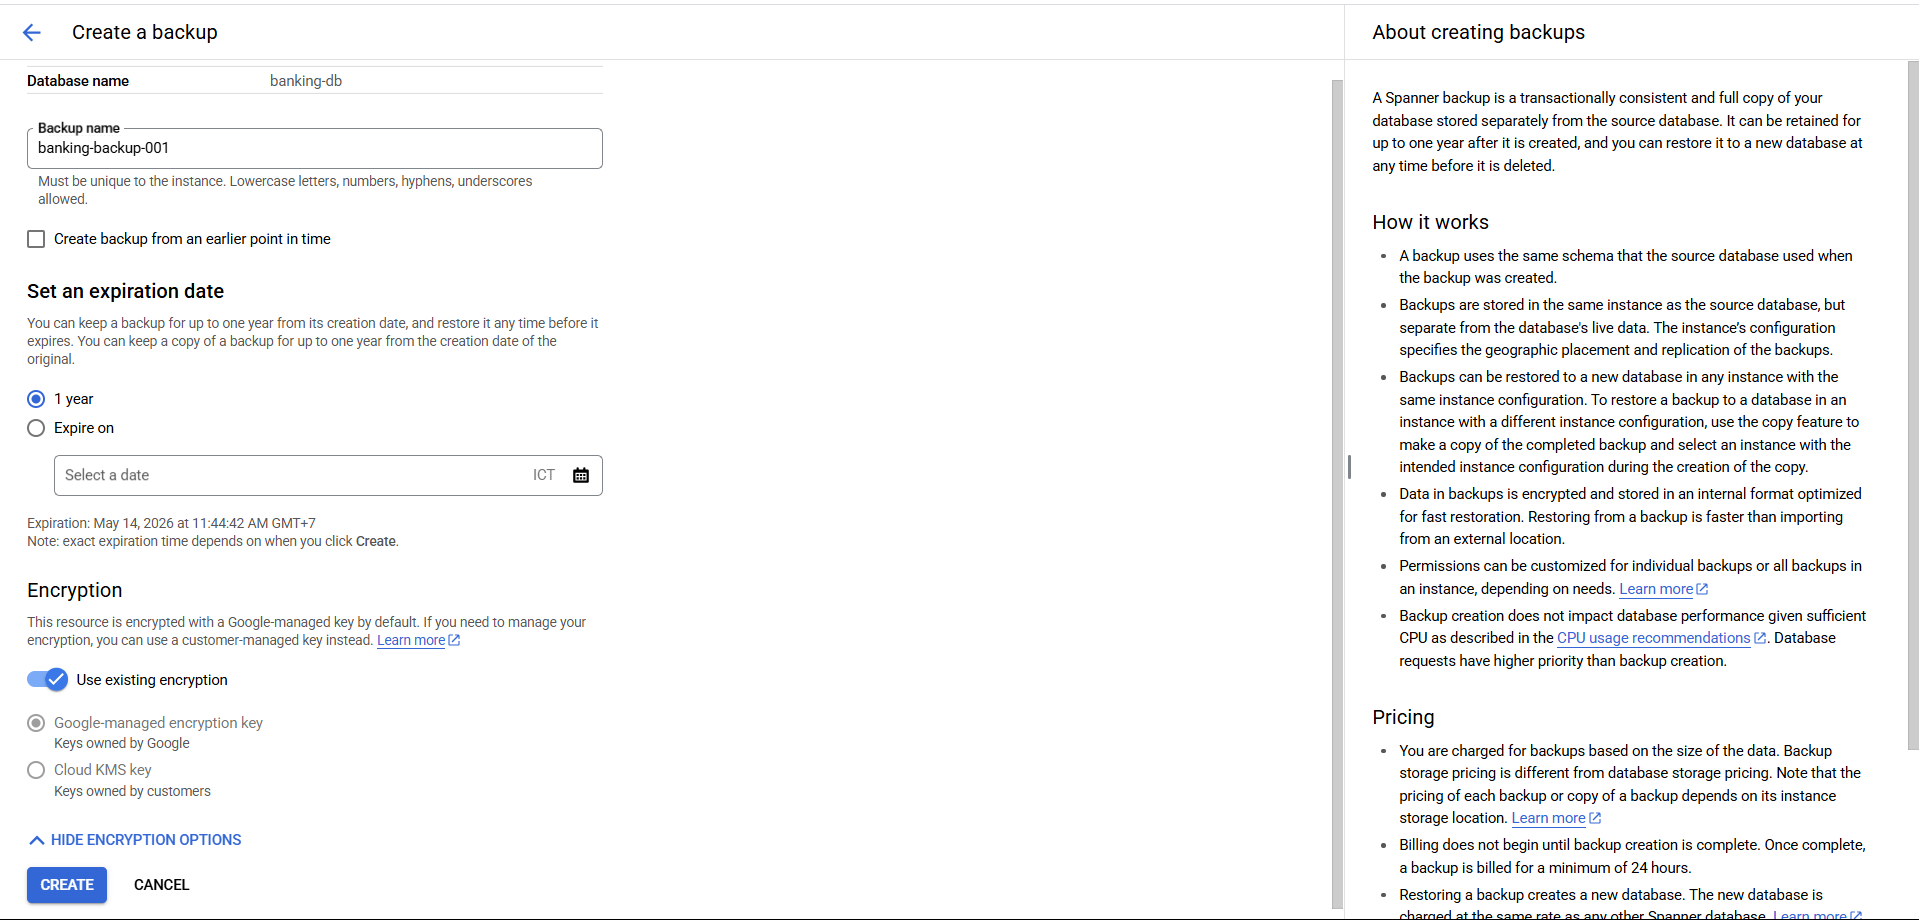 Create a backup
Database name banking-db
Backup name
banking-backup-001
Must be unique to the instance. Lowercase letters, numbers, hyphens, underscores
allowed.
Create backup from an earlier point in time
Set an expiration date
You can keep a backup for up to one year from its creation date, and restore it any time before it
expires. You can keep a copy of a backup for up to one year from the creation date of the
original.
1 year
Expire on
Select a date ICT
Expiration: May 14, 2026 at 11:44:42 AM GMT+7
Note: exact expiration time depends on when you click Create.
Encryption
This resource is encrypted with a Google-managed key by default. If you need to manage your
encryption, you can use a customer-managed key instead. Learn more
Use existing encryption
Google-managed encryption key
Keys owned by Google
Cloud KMS key
Keys owned by customers
HIDE ENCRYPTION OPTIONS
CREATE CANCEL
About creating backups
A Spanner backup is a transactionally consistent and full copy of your
database stored separately from the source database. It can be retained for
up to one year after it is created, and you can restore it to a new database at
any time before it is deleted.
How it works
A backup uses the same schema that the source database used when
the backup was created.
Backups are stored in the same instance as the source database, but
separate from the database's live data. The instance’s configuration
specifies the geographic placement and replication of the backups.
Backups can be restored to a new database in any instance with the
same instance configuration. To restore a backup to a database in an
instance with a different instance configuration, use the copy feature to
make a copy of the completed backup and select an instance with the
intended instance configuration during the creation of the copy.
Data in backups is encrypted and stored in an internal format optimized
for fast restoration. Restoring from a backup is faster than importing
from an external location.
Permissions can be customized for individual backups or all backups in
an instance, depending on needs. Learn more
Backup creation does not impact database performance given sufficient
CPU as described in the CPU usage recommendations. Database
requests have higher priority than backup creation.
Pricing
You are charged for backups based on the size of the data. Backup
storage pricing is different from database storage pricing. Note that the
pricing of each backup or copy of a backup depends on its instance
storage location. Learn more
Billing does not begin until backup creation is complete. Once complete,
a backup is billed for a minimum of 24 hours.
Restoring a backup creates a new database. The new database is
charged at the same rate as any other Spanner database. Learn more